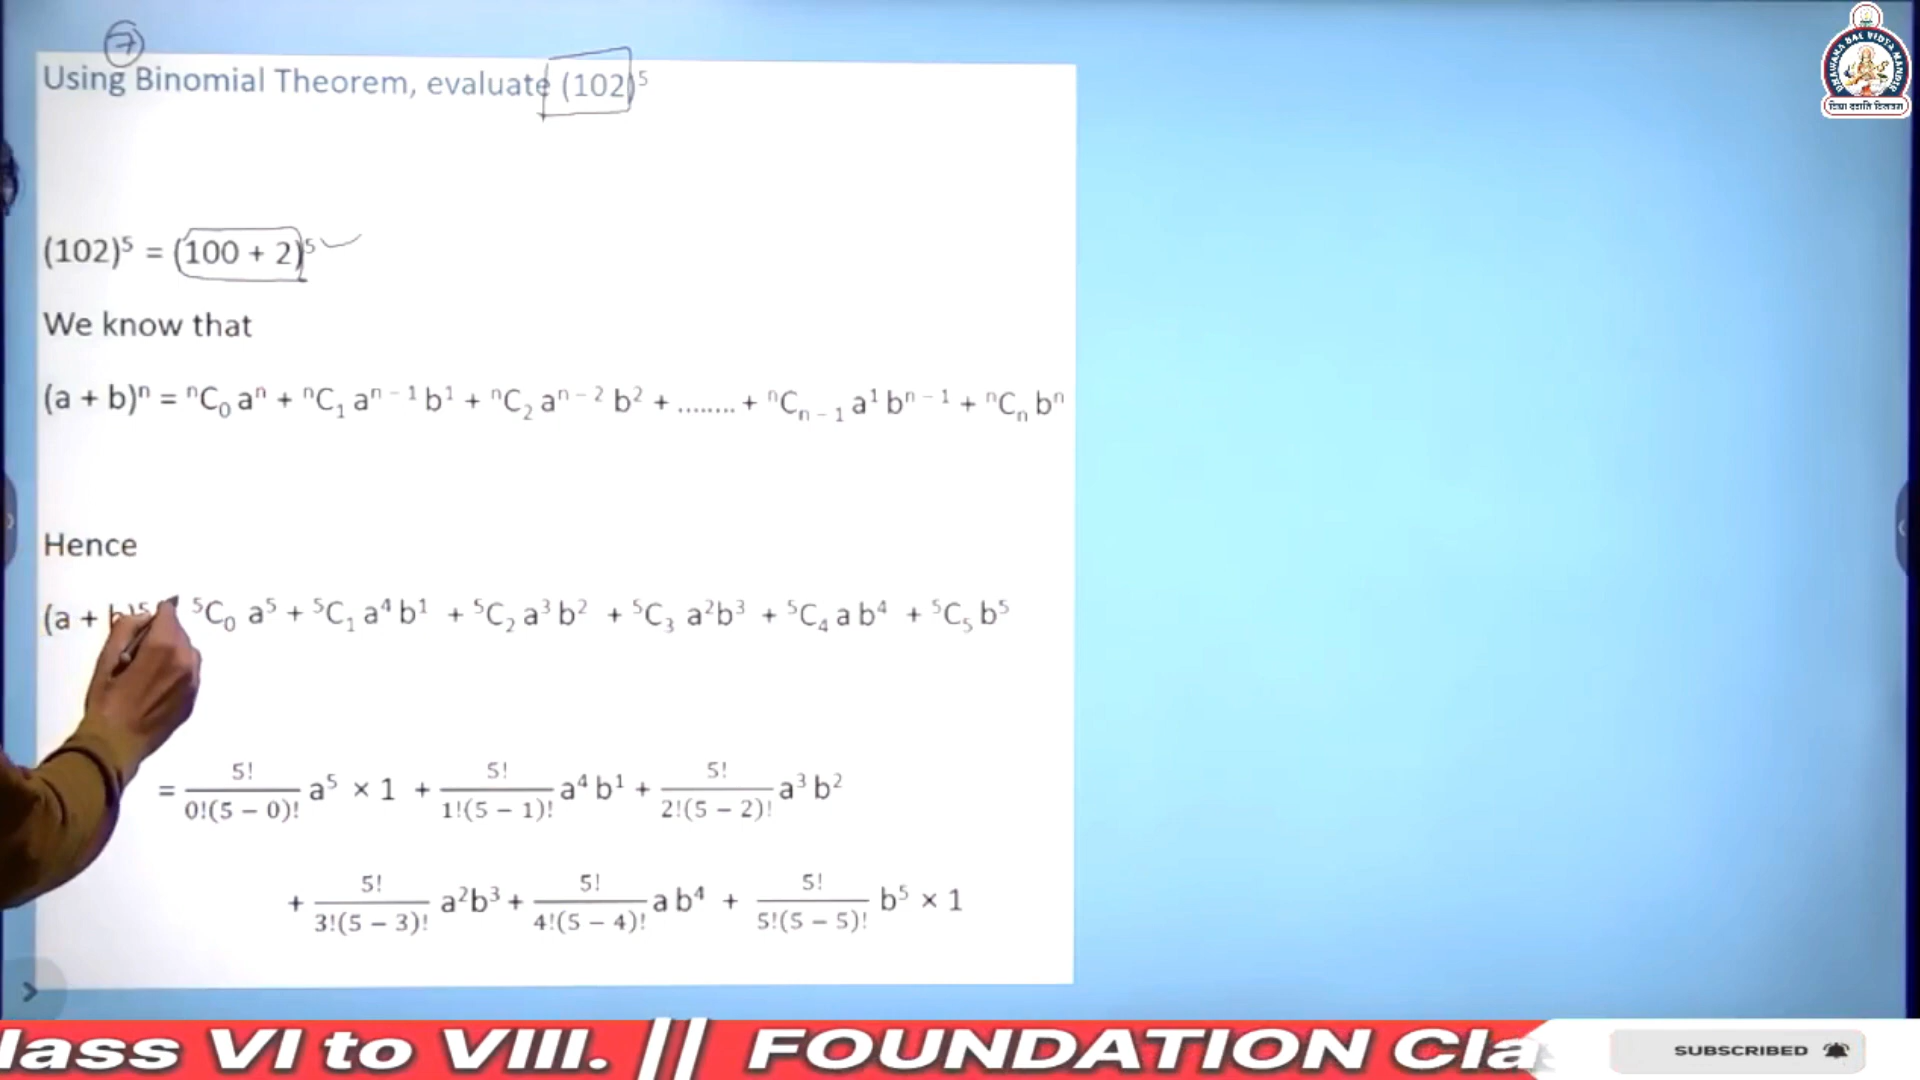 ⑦
Using Binomial Theorem, evaluate (102)⁵
(102)⁵ = (100 + 2)⁵
We know that
(a + b)ⁿ = ⁿC₀ aⁿ + ⁿC₁ aⁿ⁻¹ b¹ + ⁿC₂ aⁿ⁻² b² + ........ + ⁿCₙ₋₁ a¹ bⁿ⁻¹ + ⁿCₙ bⁿ
Hence
(a + b)⁵ ⁵C₀ a⁵ + ⁵C₁ a⁴ b¹ + ⁵C₂ a³ b² + ⁵C₃ a²b³ + ⁵C₄ a b⁴ + ⁵C₅ b⁵
= 5!/0!(5 − 0)! a⁵ × 1 + 5!/1!(5 − 1)! a⁴ b¹ + 5!/2!(5 − 2)! a³ b²
+ 5!/3!(5 − 3)! a²b³ + 5!/4!(5 − 4)! a b⁴ + 5!/5!(5 − 5)! b⁵ × 1
lass VI to VIII. || FOUNDATION Cla
SUBSCRIBED